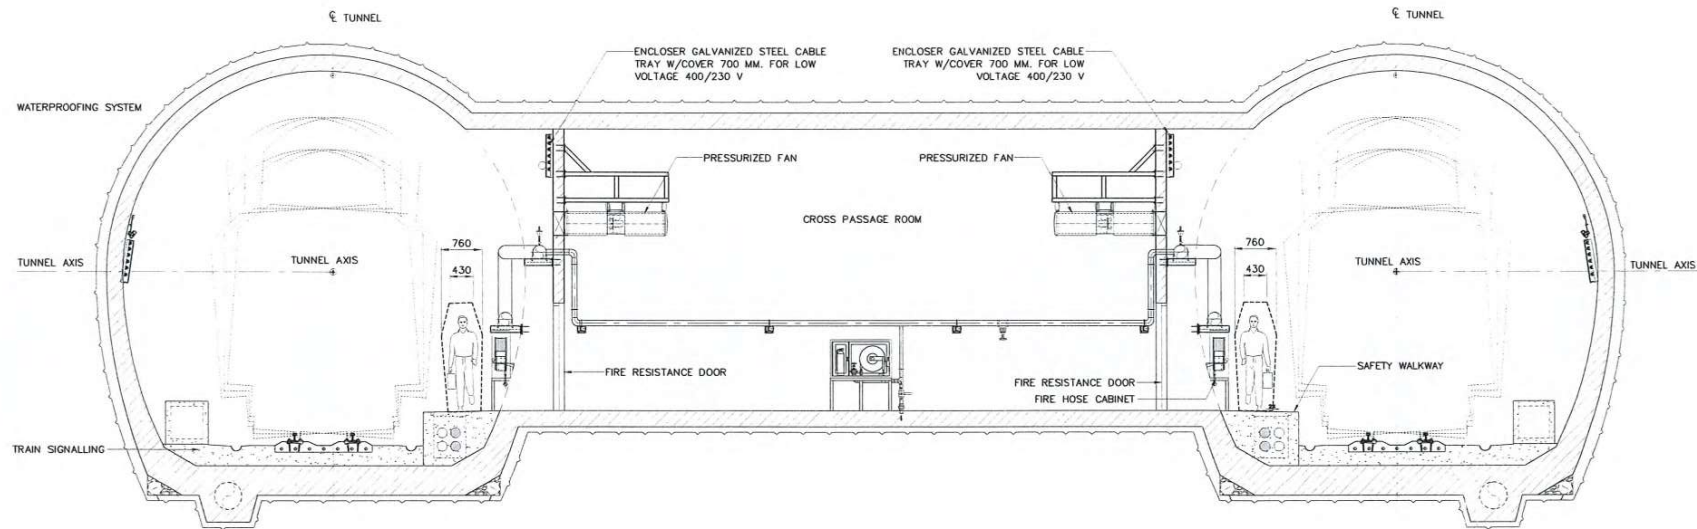 ℄ TUNNEL
℄ TUNNEL
ENCLOSER GALVANIZED STEEL CABLE
TRAY W/COVER 700 MM. FOR LOW
VOLTAGE 400/230 V
ENCLOSER GALVANIZED STEEL CABLE
TRAY W/COVER 700 MM. FOR LOW
VOLTAGE 400/230 V
WATERPROOFING SYSTEM
PRESSURIZED FAN
PRESSURIZED FAN
CROSS PASSAGE ROOM
760
760
TUNNEL AXIS
TUNNEL AXIS
430
430
TUNNEL AXIS
TUNNEL AXIS
FIRE RESISTANCE DOOR
SAFETY WALKWAY
FIRE RESISTANCE DOOR
FIRE HOSE CABINET
TRAIN SIGNALLING